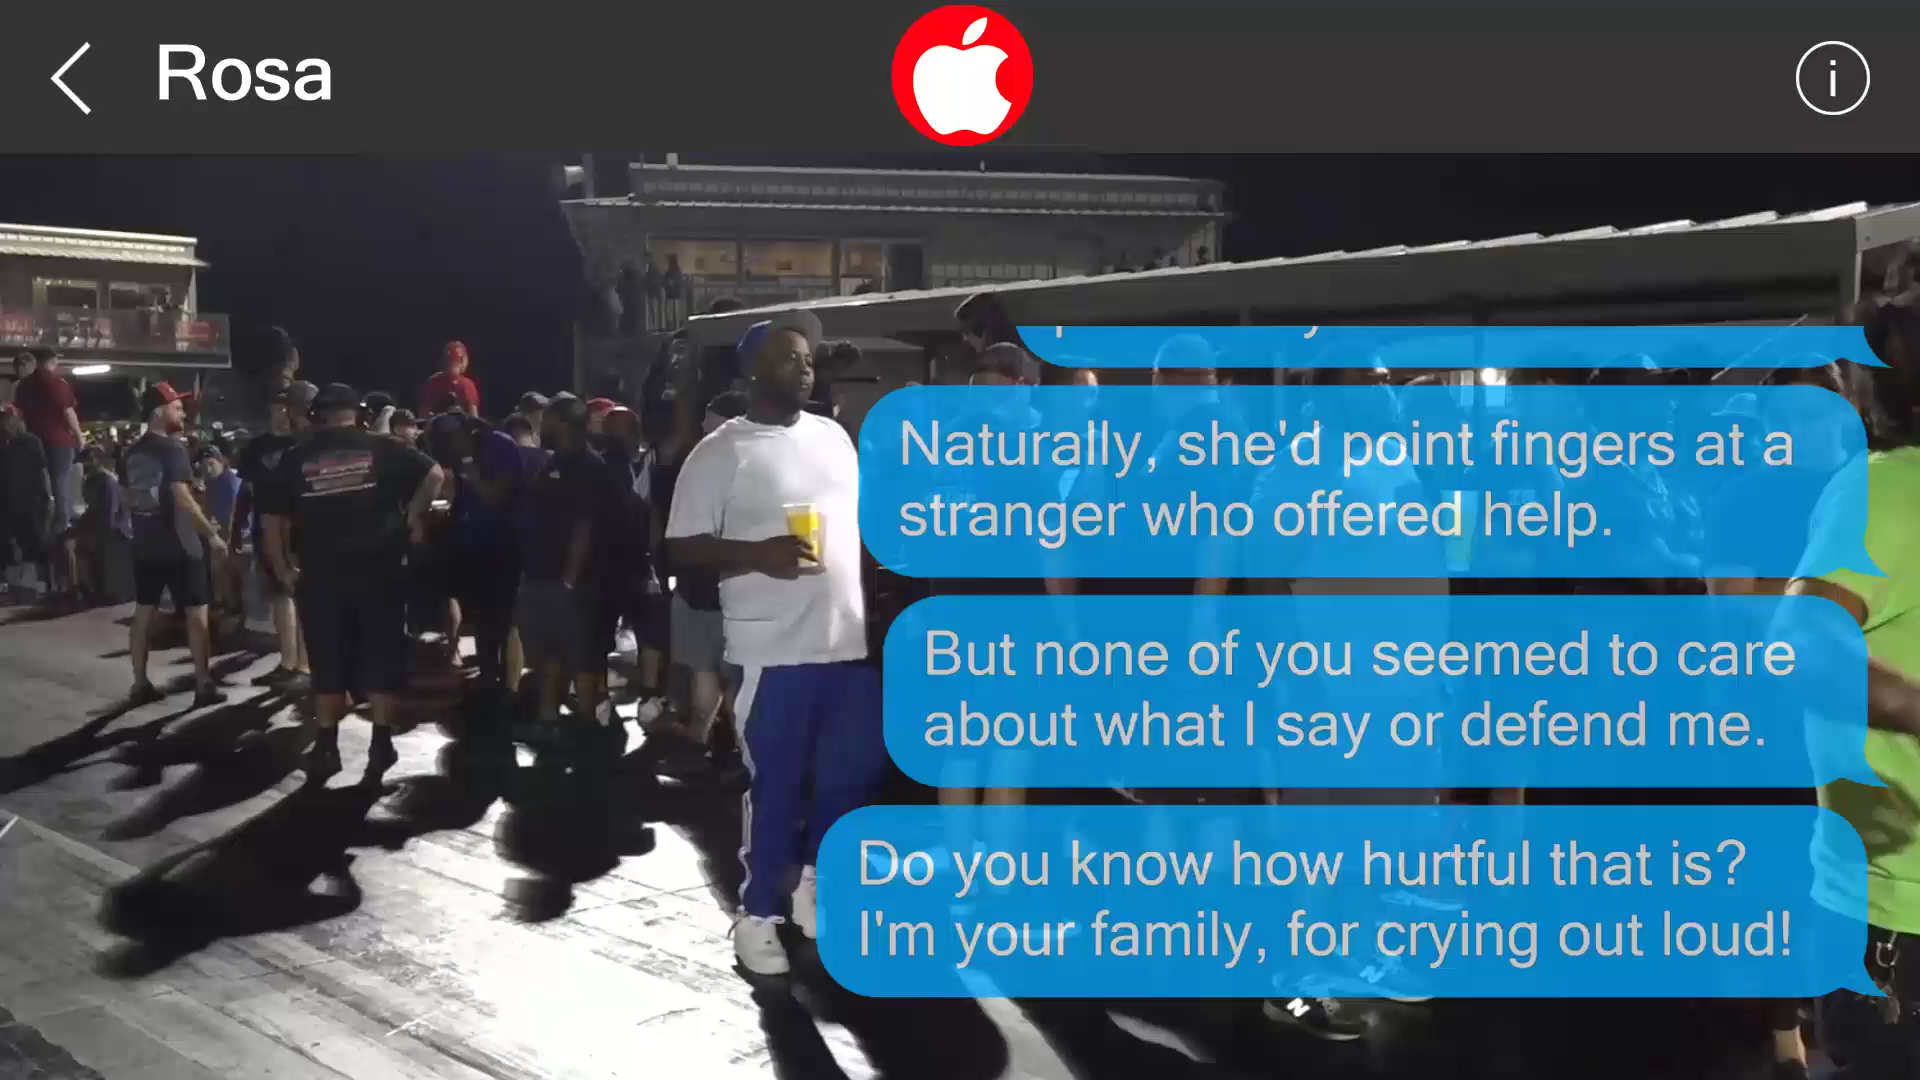 Rosa
Naturally, she'd point fingers at a
stranger who offered help.
But none of you seemed to care
about what I say or defend me.
Do you know how hurtful that is?
I'm your family, for crying out loud!